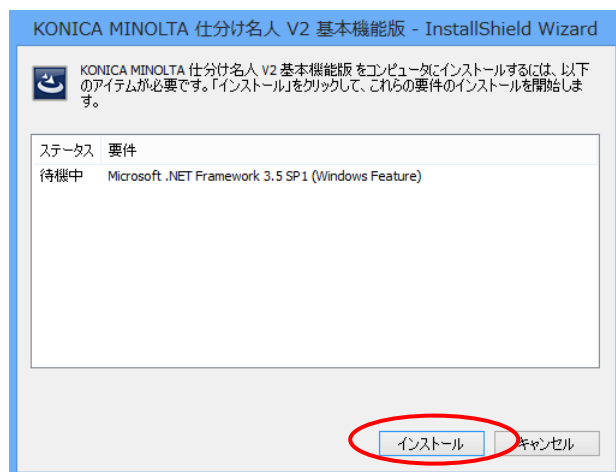 KONICA MINOLTA 仕分け名人 V2 基本機能版 - InstallShield Wizard
KONICA MINOLTA 仕分け名人 V2 基本機能版 をコンピュータにインストールするには、以下
のアイテムが必要です。「インストール」をクリックして、これらの要件のインストールを開始しま
す。
ステータス 要件
待機中 Microsoft .NET Framework 3.5 SP1 (Windows Feature)
インストール キャンセル